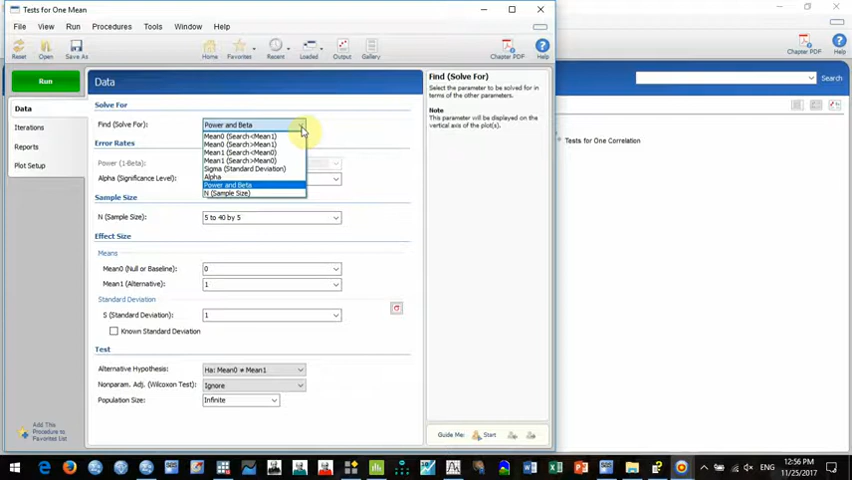 Tests for One Mean
File View Run Procedures Tools Window Help
Reset Open Save As Home Favorites Recent Loaded Output Gallery Chapter PDF Help
Chapter PDF Help
Run
Data
Iterations
Reports
Plot Setup
Add This
Procedure to
Favorites list
Data
Solve For
Find (Solve For): Power and Beta
Mean0 (Search<Mean1)
Mean0 (Search>Mean1)
Mean1 (Search<Mean0)
Mean1 (Search>Mean0)
Sigma (Standard Deviation)
Alpha
Power and Beta
N (Sample Size)
Error Rates
Power (1-Beta):
Alpha (Significance Level):
Sample Size
N (Sample Size): 5 to 40 by 5
Effect Size
Means
Mean0 (Null or Baseline): 0
Mean1 (Alternative): 1
Standard Deviation
S (Standard Deviation): 1
Known Standard Deviation
Test
Alternative Hypothesis: Ha: Mean0 ≠ Mean1
Nonparam. Adj. (Wilcoxon Test): Ignore
Population Size: Infinite
Find (Solve For)
Select the parameter to be solved for in
terms of the other parameters.
Note
This parameter will be displayed on the
vertical axis of the plot(s).
Guide Me: Start
Search
Tests for One Correlation
ENG
12:56 PM
11/25/2017